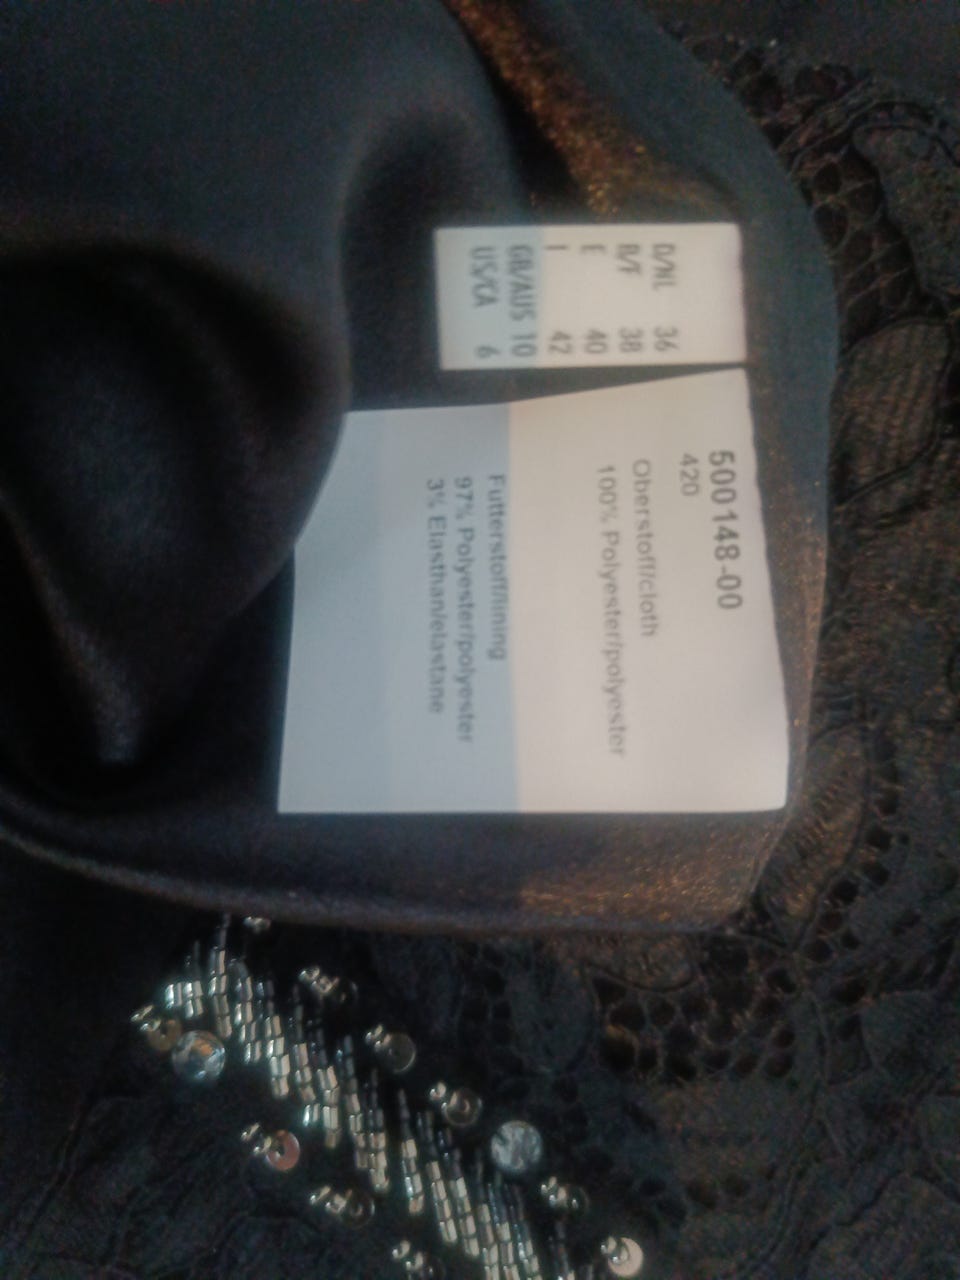 D/NL 36
B/F 38
E 40
I 42
GB/AUS 10
US/CA 6
500148-00
420
Oberstoff/cloth
100% Polyester/polyester
Futterstoff/lining
97% Polyester/polyester
3% Elasthan/elastane